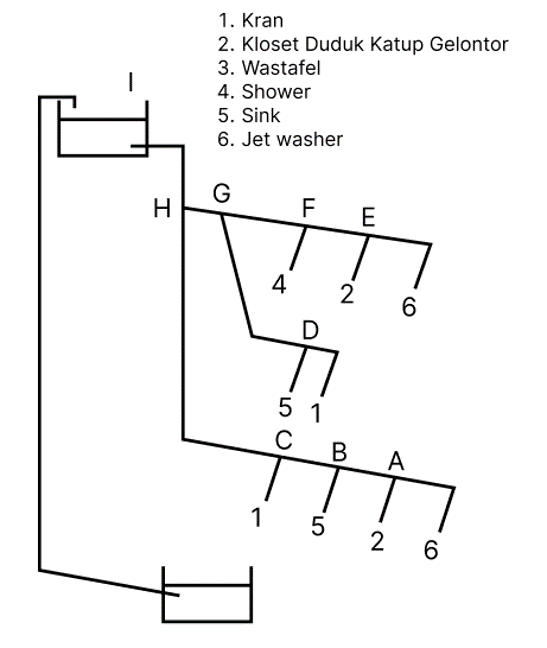 1. Kran
2. Kloset Duduk Katup Gelontor
3. Wastafel
4. Shower
5. Sink
6. Jet washer
I
H
G
F
E
4
2
6
D
5
1
C
B
A
1
5
2
6